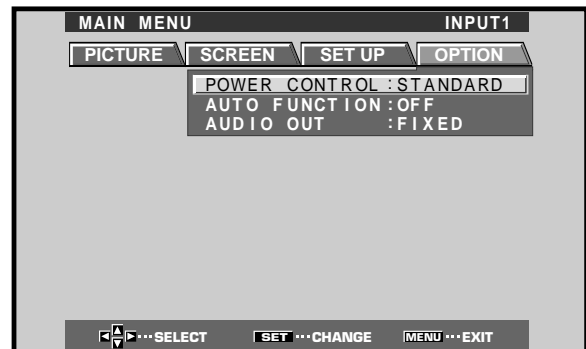 MAIN MENU INPUT1
PICTURE SCREEN SET UP OPTION
POWER CONTROL :STANDARD
AUTO FUNCTION :OFF
AUDIO OUT :FIXED
···SELECT SET ···CHANGE MENU ···EXIT